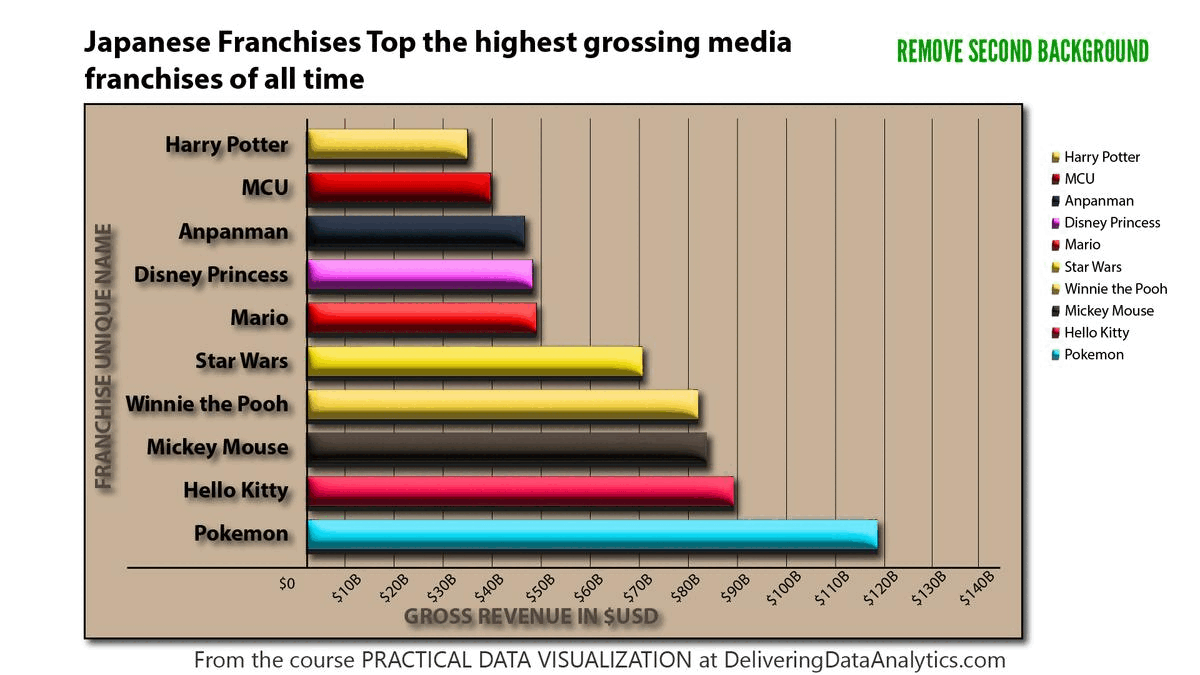 Japanese Franchises Top the highest grossing media
franchises of all time
REMOVE SECOND BACKGROUND
FRANCHISE UNIQUE NAME
Harry Potter
MCU
Anpanman
Disney Princess
Mario
Star Wars
Winnie the Pooh
Mickey Mouse
Hello Kitty
Pokemon
$0 $10B $20B $30B $40B $50B $60B $70B $80B $90B $100B $110B $120B $130B $140B
GROSS REVENUE IN $USD
Harry Potter
MCU
Anpanman
Disney Princess
Mario
Star Wars
Winnie the Pooh
Mickey Mouse
Hello Kitty
Pokemon
From the course PRACTICAL DATA VISUALIZATION at DeliveringDataAnalytics.com